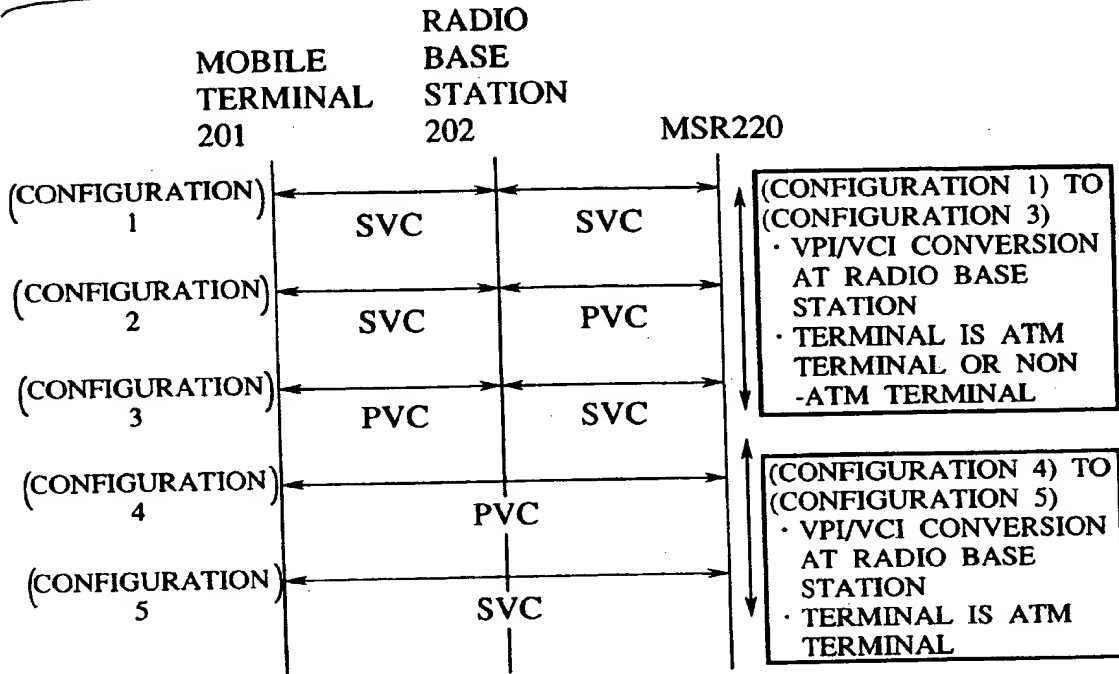 RADIO
BASE
STATION
202
MOBILE
TERMINAL
201
MSR220
(CONFIGURATION)
1
SVC
SVC
(CONFIGURATION)
2
SVC
PVC
(CONFIGURATION)
3
PVC
SVC
(CONFIGURATION)
4
PVC
(CONFIGURATION)
5
SVC
(CONFIGURATION 1) TO
(CONFIGURATION 3)
· VPI/VCI CONVERSION
AT RADIO BASE
STATION
· TERMINAL IS ATM
TERMINAL OR NON
-ATM TERMINAL
(CONFIGURATION 4) TO
(CONFIGURATION 5)
· VPI/VCI CONVERSION
AT RADIO BASE
STATION
· TERMINAL IS ATM
TERMINAL